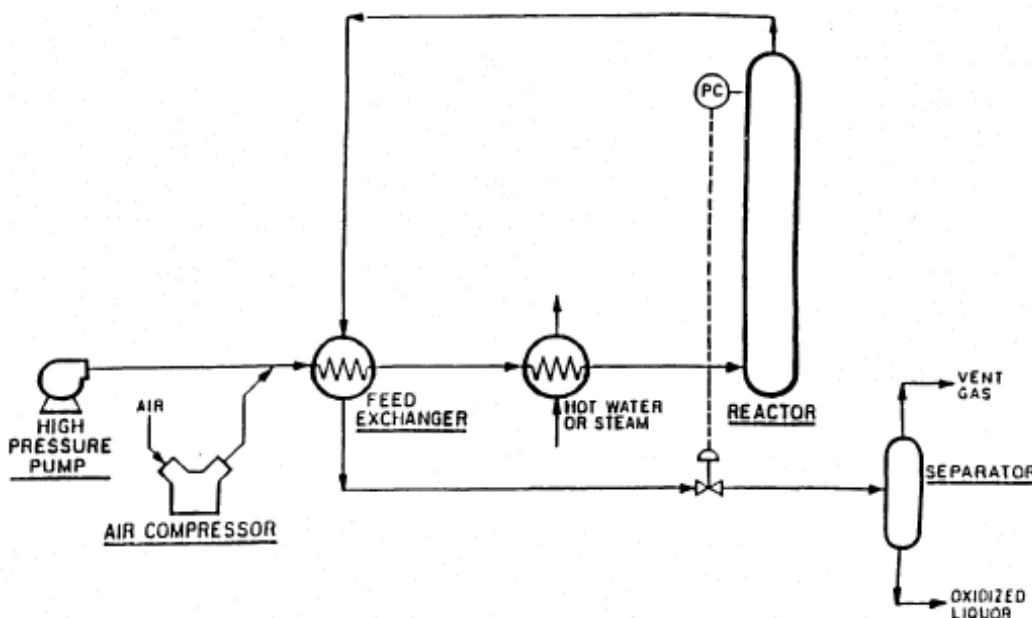 PC
HIGH
PRESSURE
PUMP
AIR
AIR COMPRESSOR
FEED
EXCHANGER
HOT WATER
OR STEAM
REACTOR
VENT
GAS
SEPARATOR
OXIDIZED
LIQUOR